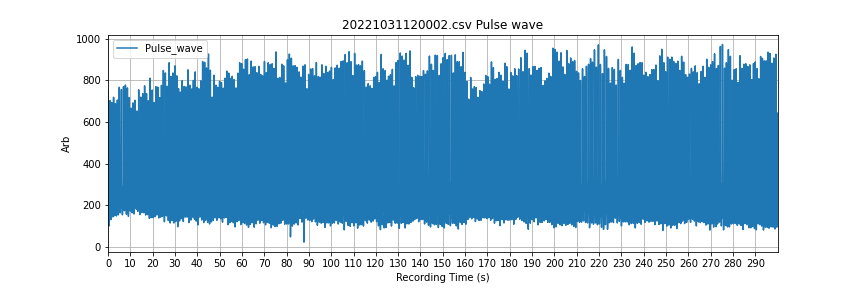 20221031120002.csv Pulse wave
Pulse_wave
1000
800
600
400
200
0
Arb
0 10 20 30 40 50 60 70 80 90 100 110 120 130 140 150 160 170 180 190 200 210 220 230 240 250 260 270 280 290
Recording Time (s)